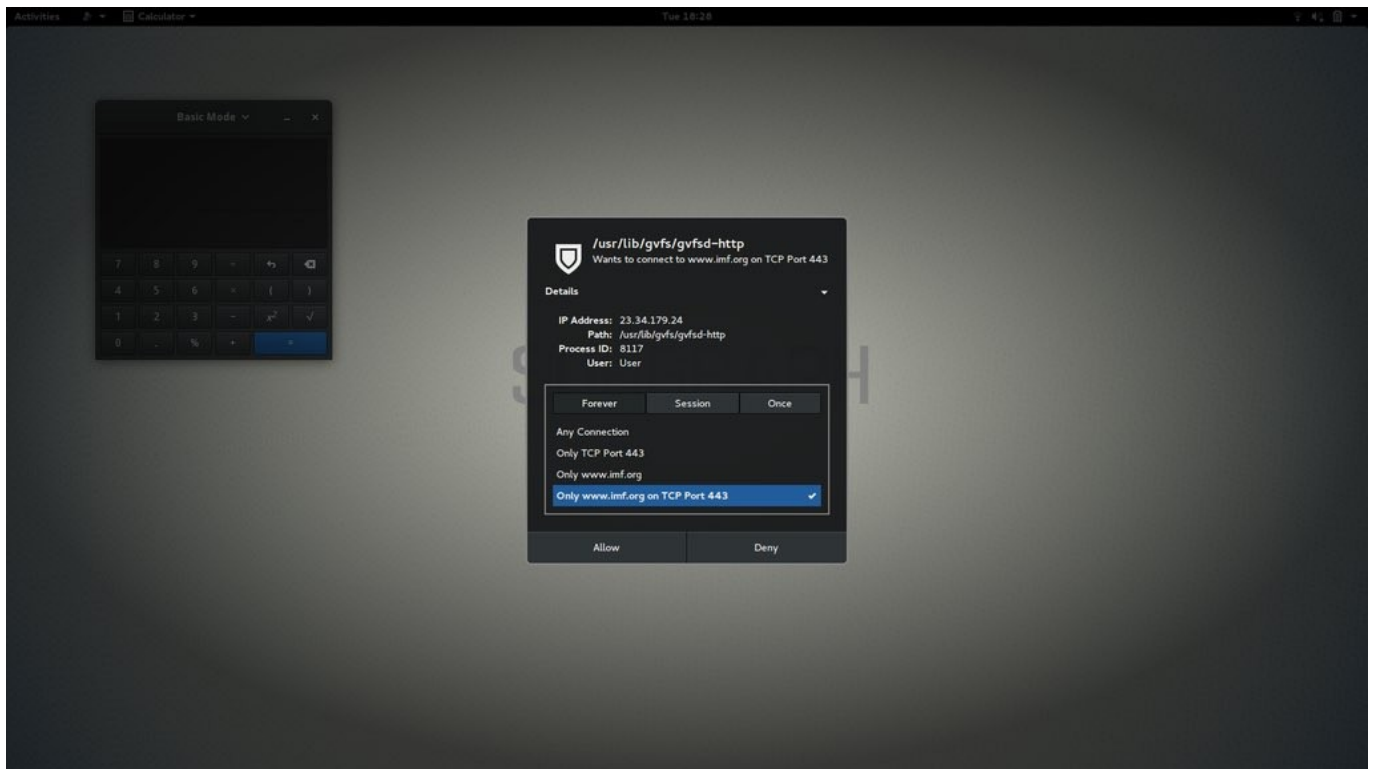 Activities
Calculator
Tue 18:28
Basic Mode
7 8 9 ÷
4 5 6 × ( )
1 2 3 − x² √
0 . % + =
/usr/lib/gvfs/gvfsd-http
Wants to connect to www.imf.org on TCP Port 443
Details
IP Address: 23.34.179.24
Path: /usr/lib/gvfs/gvfsd-http
Process ID: 8117
User: User
Forever Session Once
Any Connection
Only TCP Port 443
Only www.imf.org
Only www.imf.org on TCP Port 443
Allow Deny